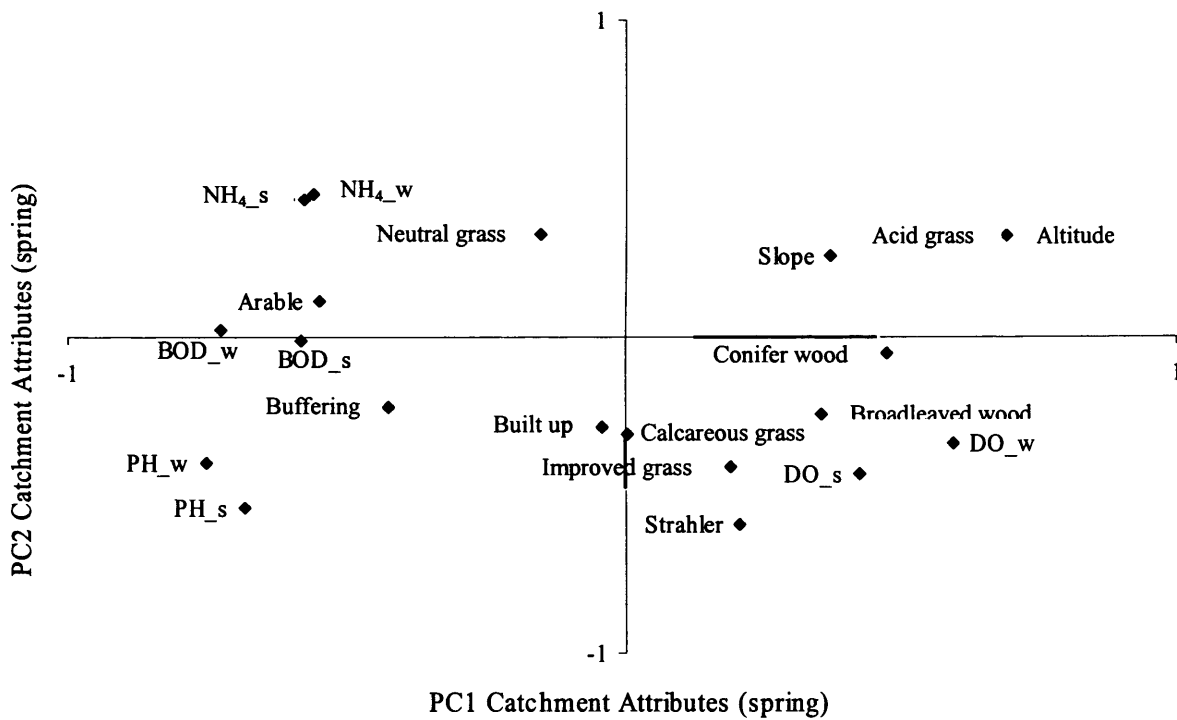 1
NH₄_s
NH₄_w
Neutral grass
Acid grass
Altitude
Slope
Arable
BOD_w
BOD_s
Conifer wood
-1
1
Buffering
Built up
Calcareous grass
Broadleaved wood
DO_w
PH_w
Improved grass
DO_s
PH_s
Strahler
-1
PC2 Catchment Attributes (spring)
PC1 Catchment Attributes (spring)